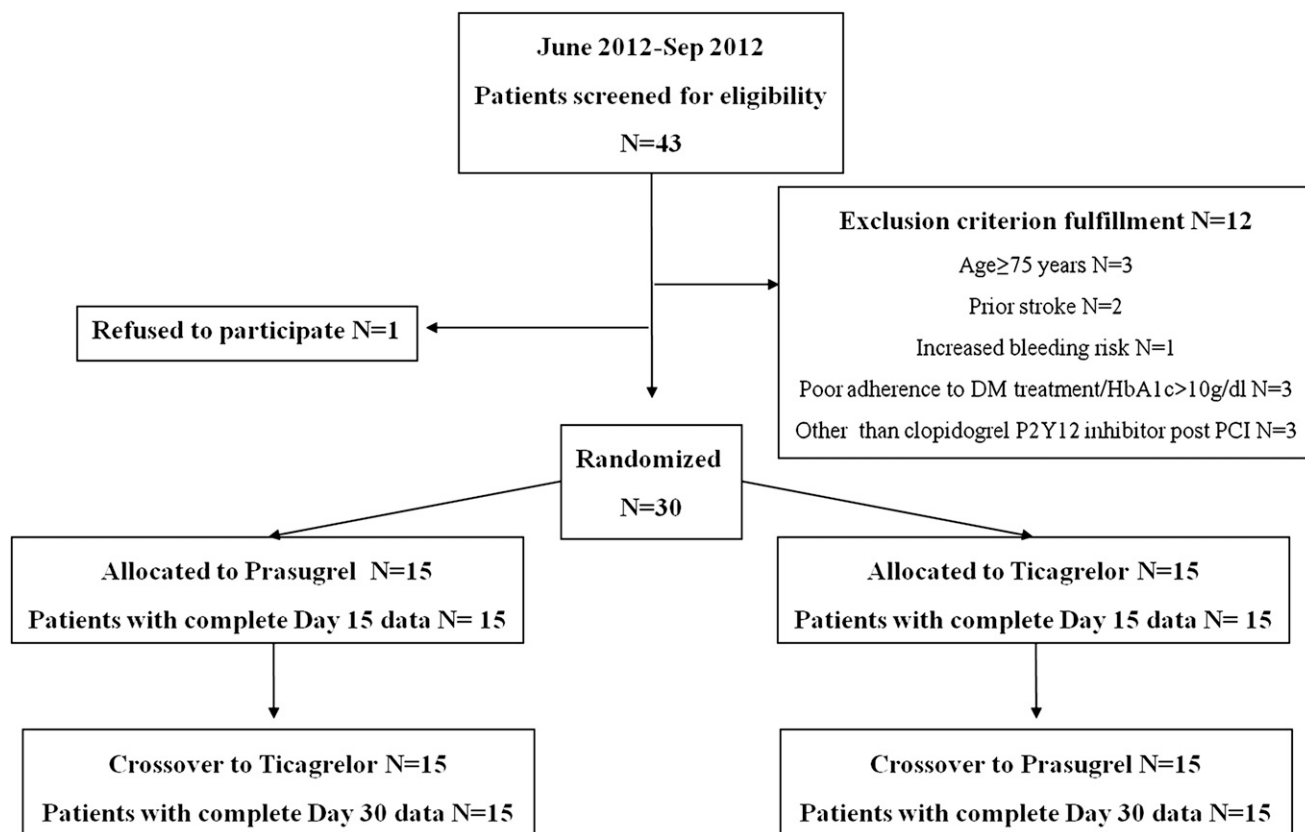 June 2012-Sep 2012
Patients screened for eligibility
N=43
Exclusion criterion fulfillment N=12
Age≥75 years N=3
Prior stroke N=2
Increased bleeding risk N=1
Poor adherence to DM treatment/HbA1c>10g/dl N=3
Other than clopidogrel P2Y12 inhibitor post PCI N=3
Refused to participate N=1
Randomized
N=30
Allocated to Prasugrel N=15
Patients with complete Day 15 data N= 15
Allocated to Ticagrelor N=15
Patients with complete Day 15 data N= 15
Crossover to Ticagrelor N=15
Patients with complete Day 30 data N=15
Crossover to Prasugrel N=15
Patients with complete Day 30 data N=15